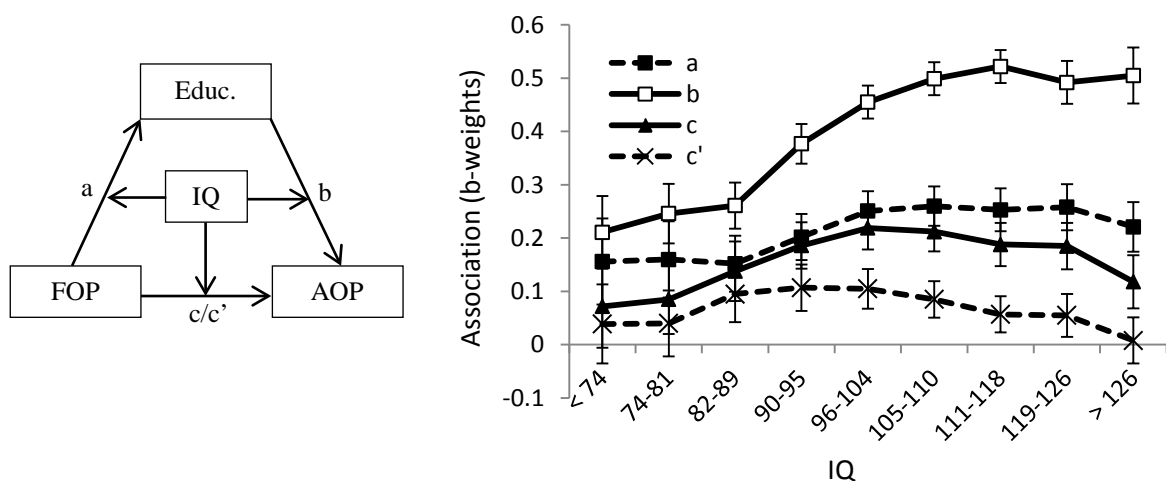 Educ.
a
IQ
b
FOP
AOP
c/c’
Association (b-weights)
0.6
0.5
0.4
0.3
0.2
0.1
0
-0.1
a
b
c
c'
< 74
74-81
82-89
90-95
96-104
105-110
111-118
119-126
> 126
IQ